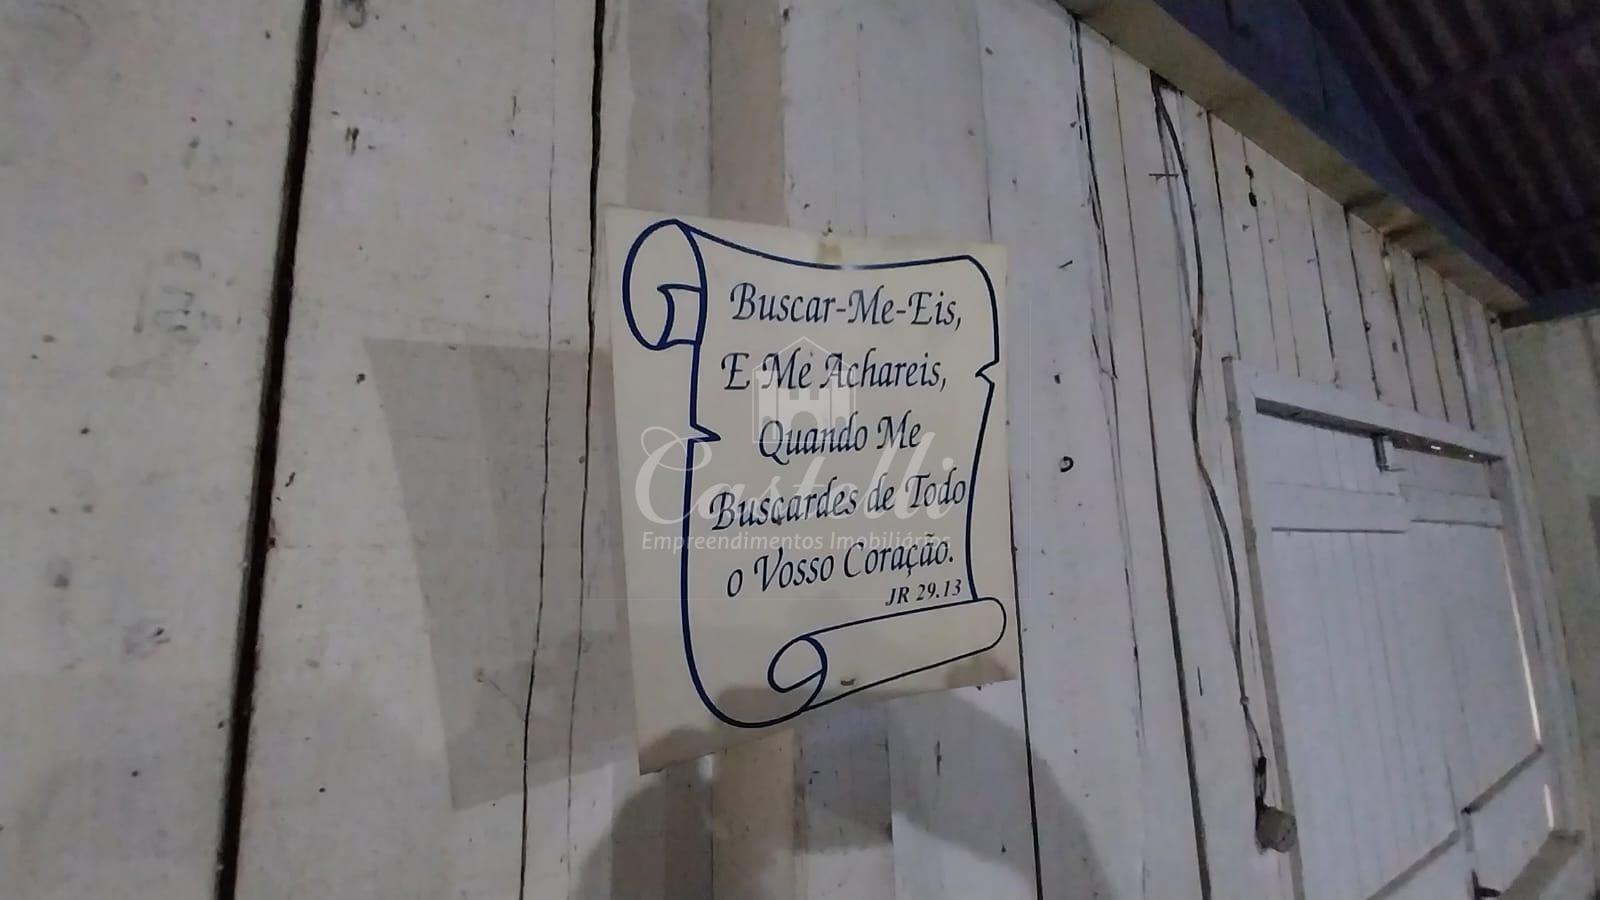 Buscar-Me-Eis,
E Me Achareis,
Quando Me
Buscardes de Todo
o Vosso Coração.
JR 29.13
Castelli
Empreendimentos Imobiliários